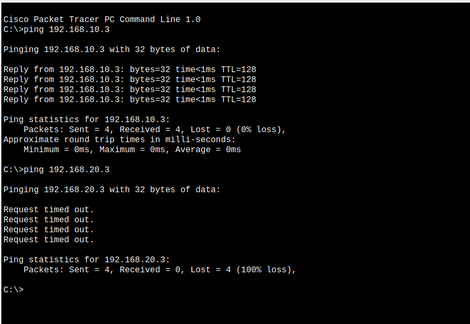 Cisco Packet Tracer PC Command Line 1.0
C:\>ping 192.168.10.3
Pinging 192.168.10.3 with 32 bytes of data:
Reply from 192.168.10.3: bytes=32 time<1ms TTL=128
Reply from 192.168.10.3: bytes=32 time<1ms TTL=128
Reply from 192.168.10.3: bytes=32 time<1ms TTL=128
Reply from 192.168.10.3: bytes=32 time<1ms TTL=128
Ping statistics for 192.168.10.3:
    Packets: Sent = 4, Received = 4, Lost = 0 (0% loss),
Approximate round trip times in milli-seconds:
    Minimum = 0ms, Maximum = 0ms, Average = 0ms
C:\>ping 192.168.20.3
Pinging 192.168.20.3 with 32 bytes of data:
Request timed out.
Request timed out.
Request timed out.
Request timed out.
Ping statistics for 192.168.20.3:
    Packets: Sent = 4, Received = 0, Lost = 4 (100% loss),
C:\>